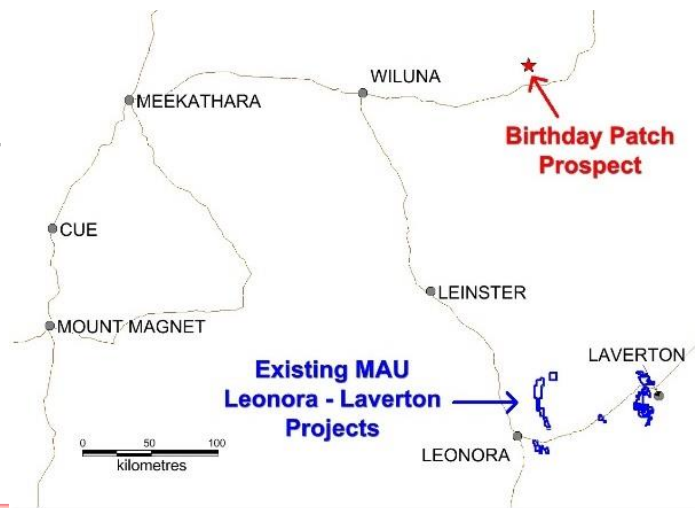 WILUNA
MEEKATHARA
Birthday Patch
Prospect
CUE
LEINSTER
MOUNT MAGNET
LAVERTON
Existing MAU
Leonora - Laverton
Projects
LEONORA
0 50 100
kilometres